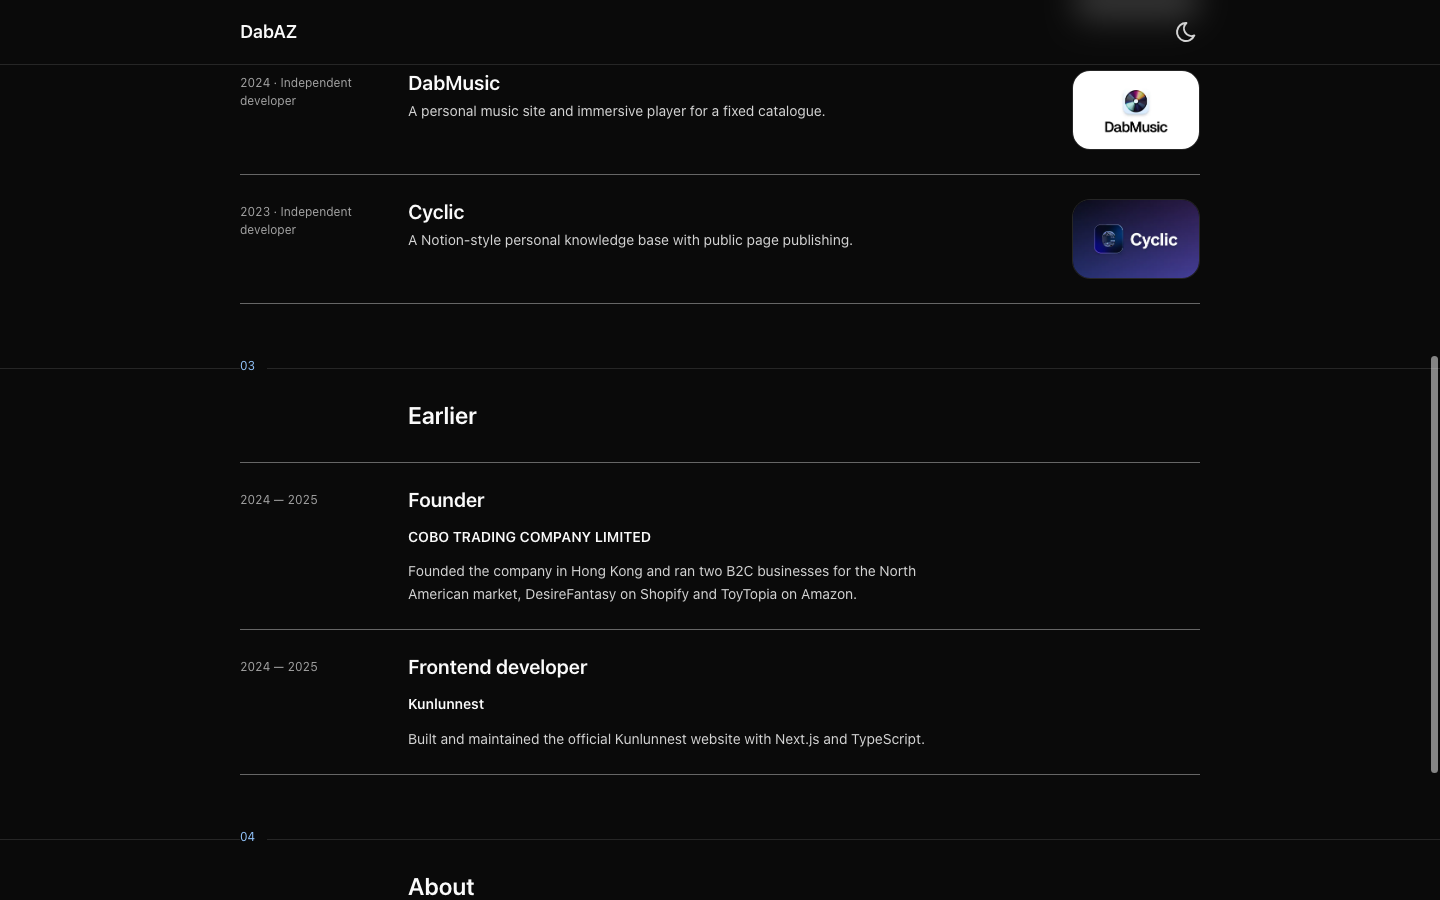 DabAZ
2024 · Independent
developer
DabMusic
A personal music site and immersive player for a fixed catalogue.
DabMusic
2023 · Independent
developer
Cyclic
A Notion-style personal knowledge base with public page publishing.
Cyclic
03
Earlier
2024 — 2025
Founder
COBO TRADING COMPANY LIMITED
Founded the company in Hong Kong and ran two B2C businesses for the North
American market, DesireFantasy on Shopify and ToyTopia on Amazon.
2024 — 2025
Frontend developer
Kunlunnest
Built and maintained the official Kunlunnest website with Next.js and TypeScript.
04
About